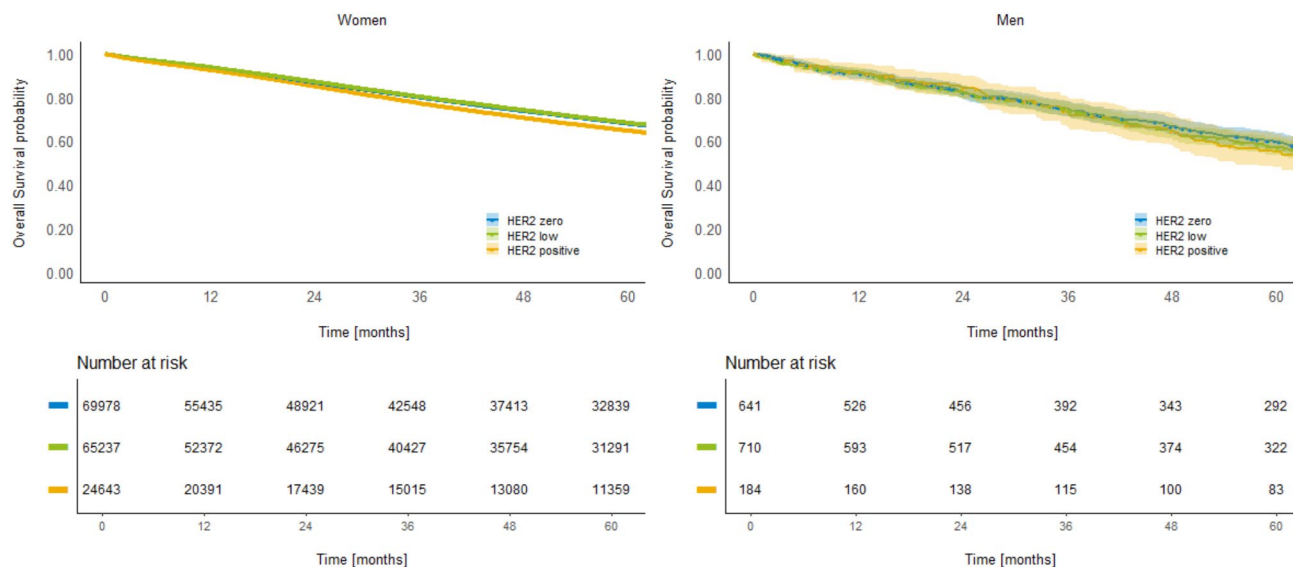 Women
Overall Survival probability
1.00
0.80
0.60
0.40
0.20
0.00
HER2 zero
HER2 low
HER2 positive
0 12 24 36 48 60
Time [months]
Number at risk
69978 55435 48921 42548 37413 32839
65237 52372 46275 40427 35754 31291
24643 20391 17439 15015 13080 11359
0 12 24 36 48 60
Time [months]
Men
Overall Survival probability
1.00
0.80
0.60
0.40
0.20
0.00
HER2 zero
HER2 low
HER2 positive
0 12 24 36 48 60
Time [months]
Number at risk
641 526 456 392 343 292
710 593 517 454 374 322
184 160 138 115 100 83
0 12 24 36 48 60
Time [months]